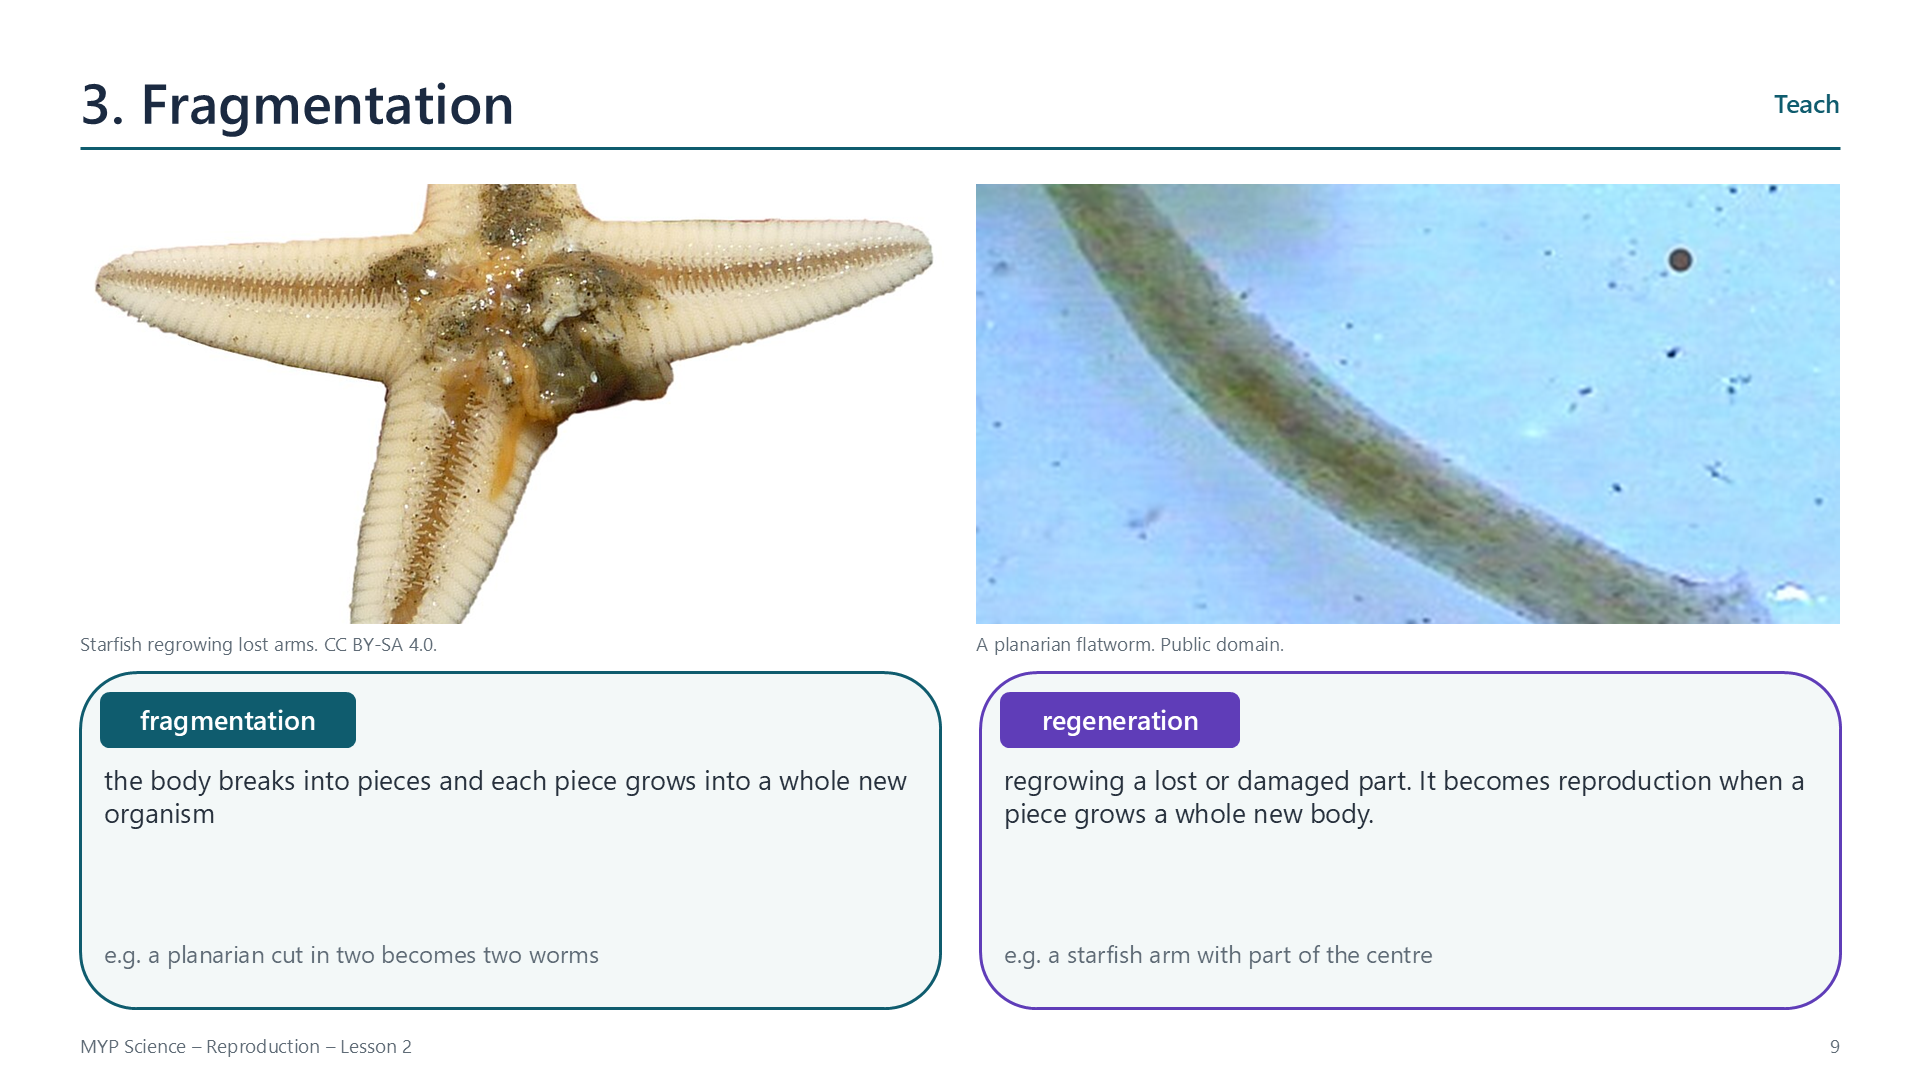 3. Fragmentation
Teach
Starfish regrowing lost arms. CC BY-SA 4.0.
A planarian flatworm. Public domain.
fragmentation
the body breaks into pieces and each piece grows into a whole new
organism
e.g. a planarian cut in two becomes two worms
regeneration
regrowing a lost or damaged part. It becomes reproduction when a
piece grows a whole new body.
e.g. a starfish arm with part of the centre
MYP Science – Reproduction – Lesson 2
9